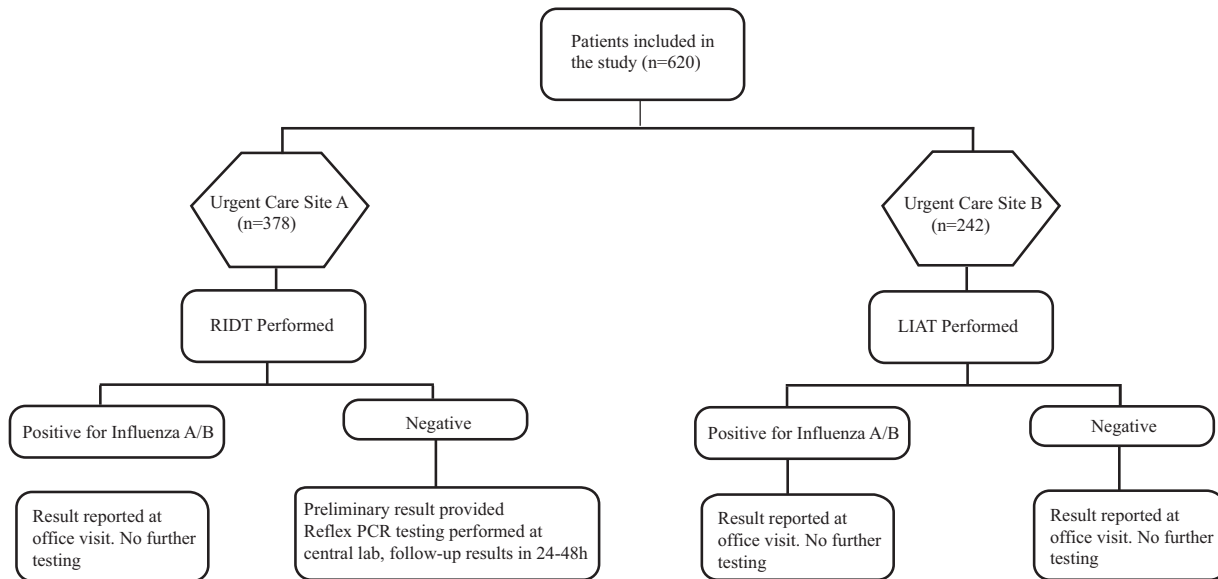 Patients included in
the study (n=620)
Urgent Care Site A
(n=378)
Urgent Care Site B
(n=242)
RIDT Performed
LIAT Performed
Positive for Influenza A/B
Negative
Positive for Influenza A/B
Negative
Result reported at
office visit. No further
testing
Preliminary result provided
Reflex PCR testing performed at
central lab, follow-up results in 24-48h
Result reported at
office visit. No further
testing
Result reported at
office visit. No further
testing